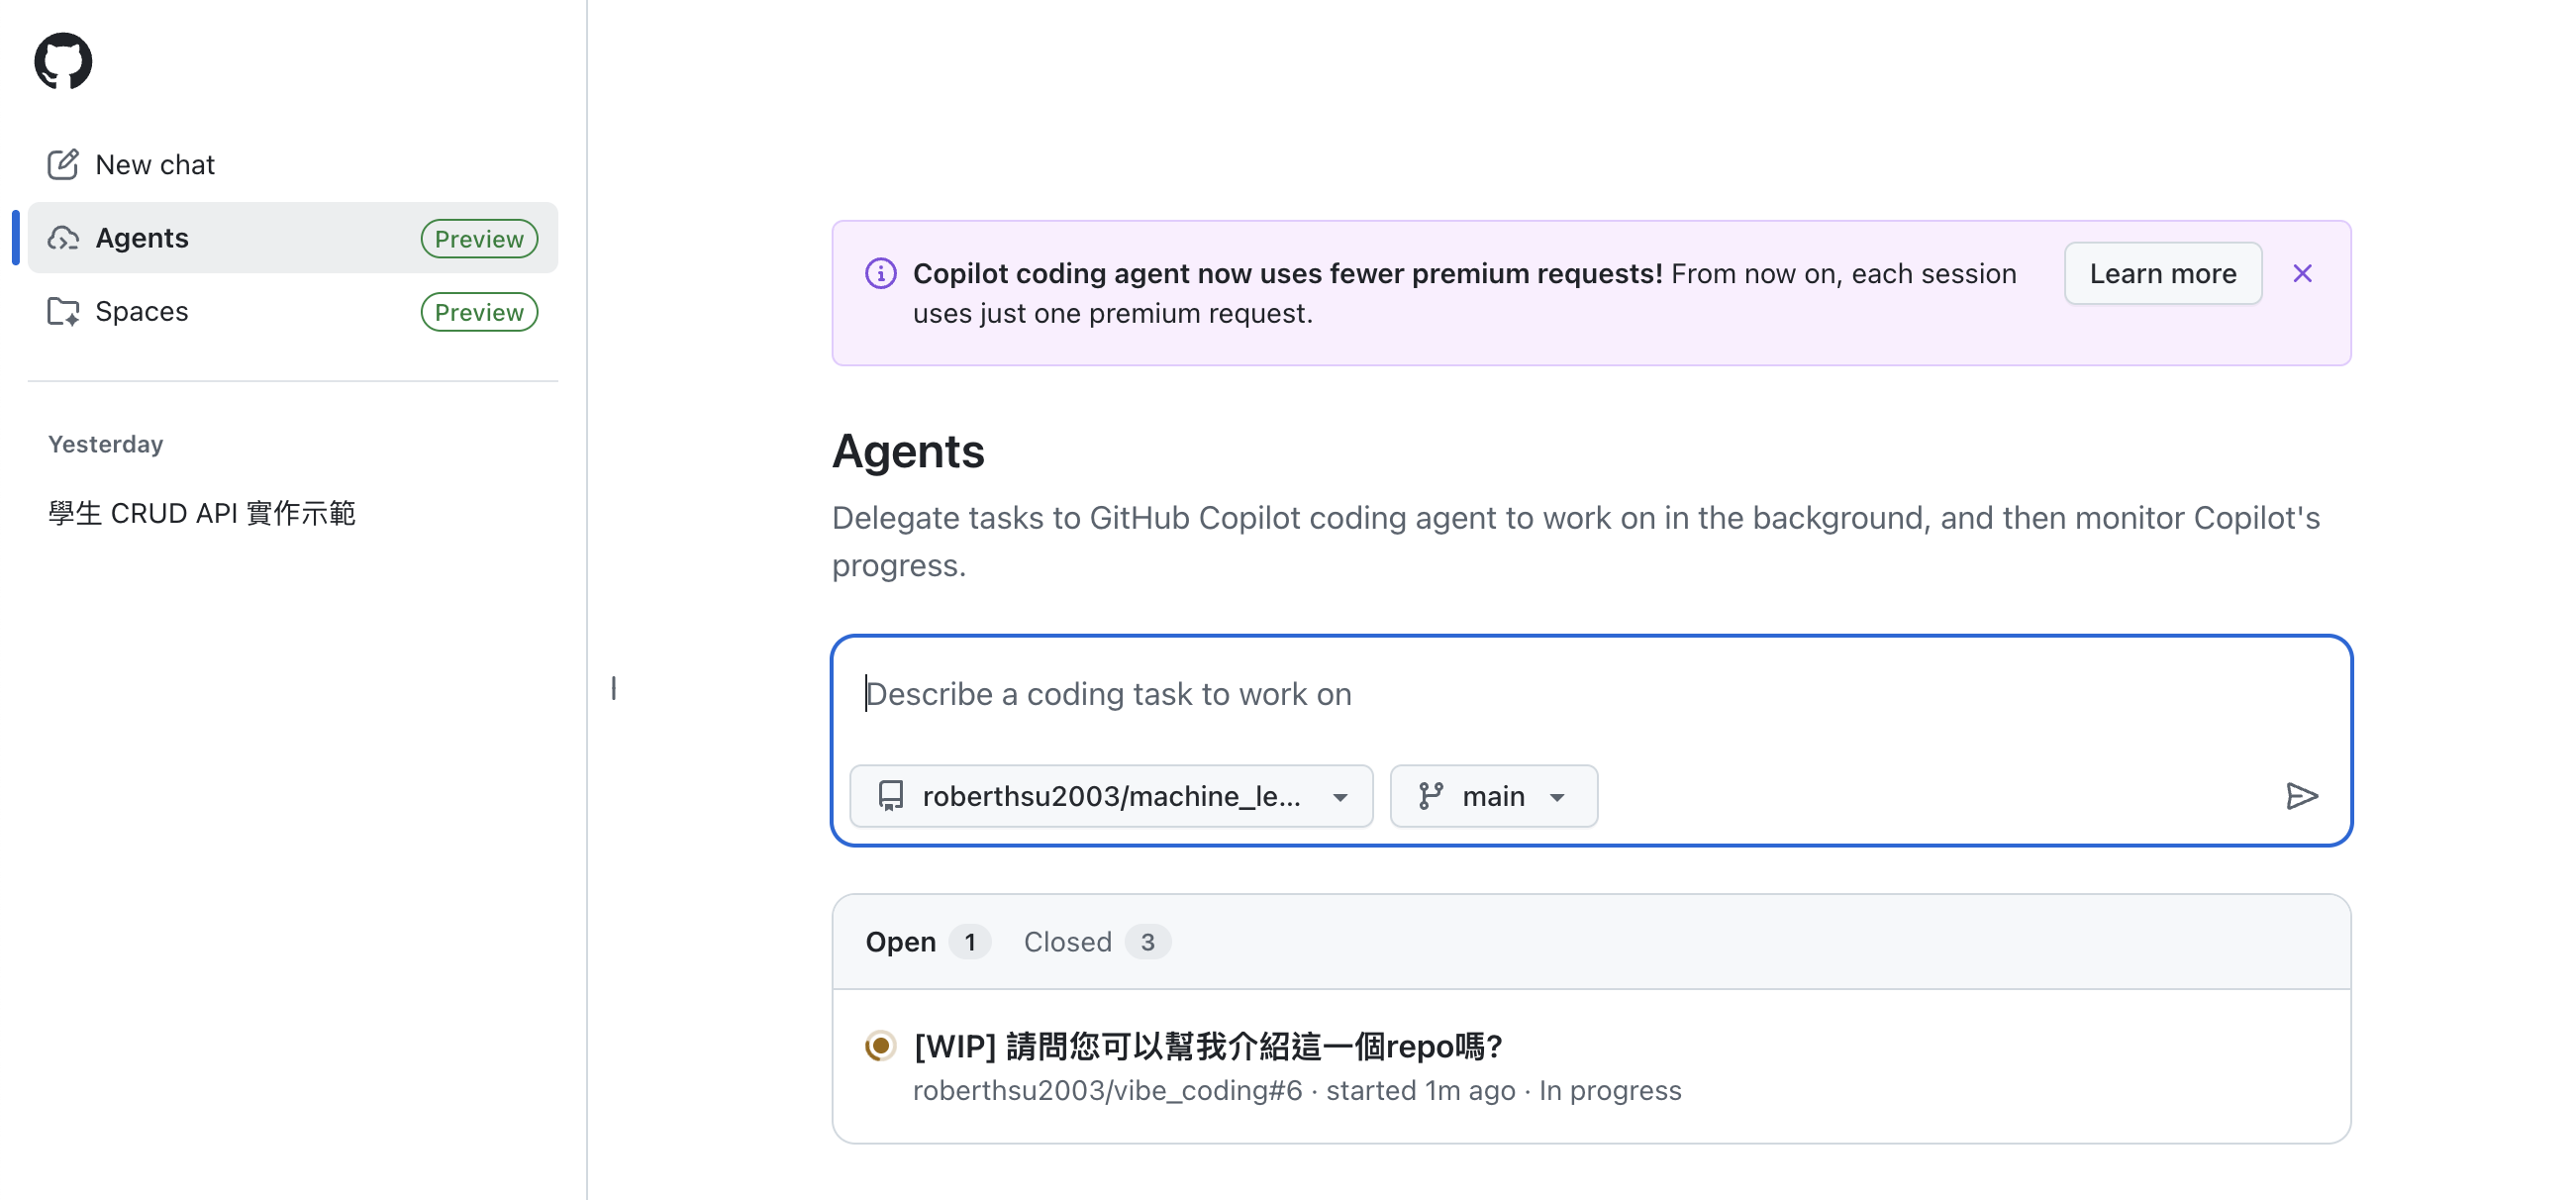 New chat
Agents Preview
Spaces Preview
Yesterday
學生 CRUD API 實作示範
Copilot coding agent now uses fewer premium requests! From now on, each session
uses just one premium request.
Learn more
Agents
Delegate tasks to GitHub Copilot coding agent to work on in the background, and then monitor Copilot's
progress.
Describe a coding task to work on
roberthsu2003/machine_le... main
Open 1 Closed 3
[WIP] 請問您可以幫我介紹這一個repo嗎?
roberthsu2003/vibe_coding#6 · started 1m ago · In progress